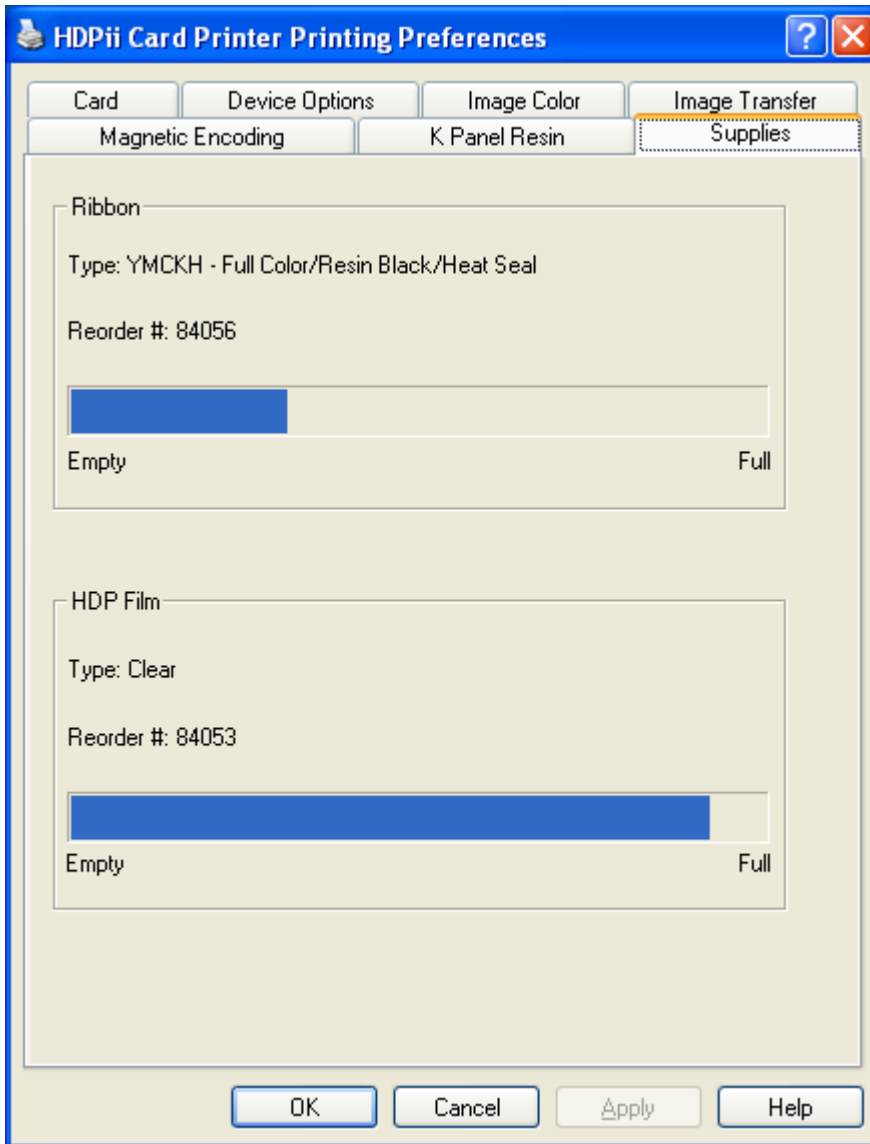 HDPii Card Printer Printing Preferences
?
Card Device Options Image Color Image Transfer
Magnetic Encoding K Panel Resin Supplies
Ribbon
Type: YMCKH - Full Color/Resin Black/Heat Seal
Reorder #: 84056
Empty Full
HDP Film
Type: Clear
Reorder #: 84053
Empty Full
OK Cancel Apply Help